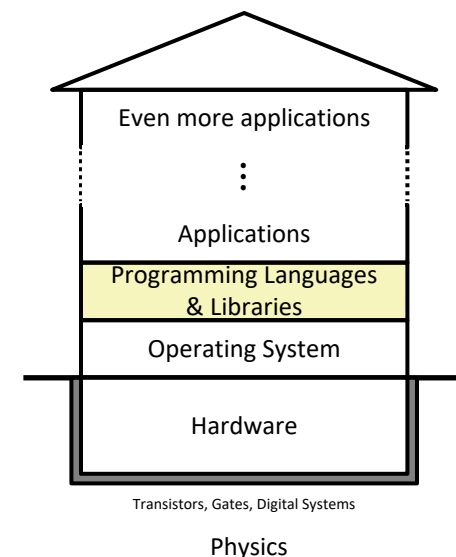 Even more applications
⋮
Applications
Programming Languages
& Libraries
Operating System
Hardware
Transistors, Gates, Digital Systems
Physics